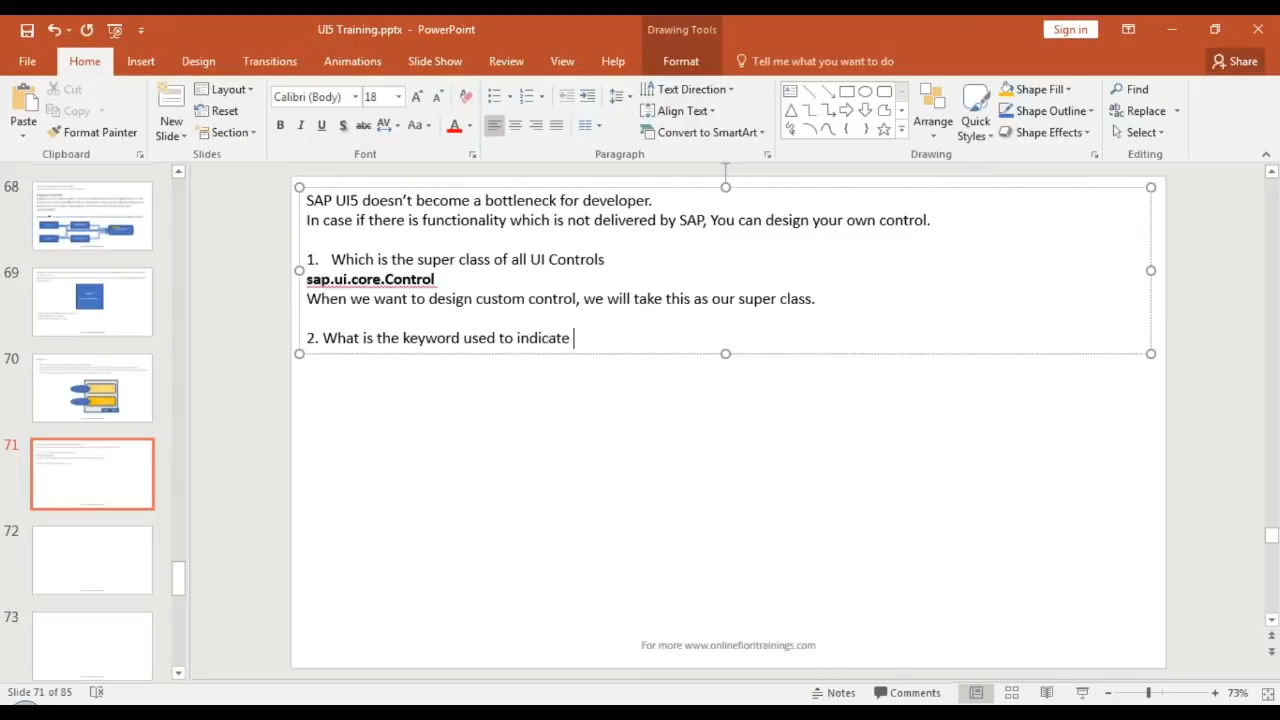 UI5 Training.pptx - PowerPoint
Drawing Tools
Sign in
File Home Insert Design Transitions Animations Slide Show Review View Help Format Tell me what you want to do Share
Paste
Cut
Copy
Format Painter
Clipboard
New Slide
Layout
Reset
Section
Slides
Calibri (Body) 18
B I U S abc AV Aa A
Font
Text Direction
Align Text
Convert to SmartArt
Paragraph
Arrange
Quick Styles
Shape Fill
Shape Outline
Shape Effects
Drawing
Find
Replace
Select
Editing
68
69
70
71
72
73
SAP UI5 doesn’t become a bottleneck for developer.
In case if there is functionality which is not delivered by SAP, You can design your own control.
1. Which is the super class of all UI Controls
sap.ui.core.Control
When we want to design custom control, we will take this as our super class.
2. What is the keyword used to indicate
For more www.onlinefioritrainings.com
Slide 71 of 85
Notes Comments 73%